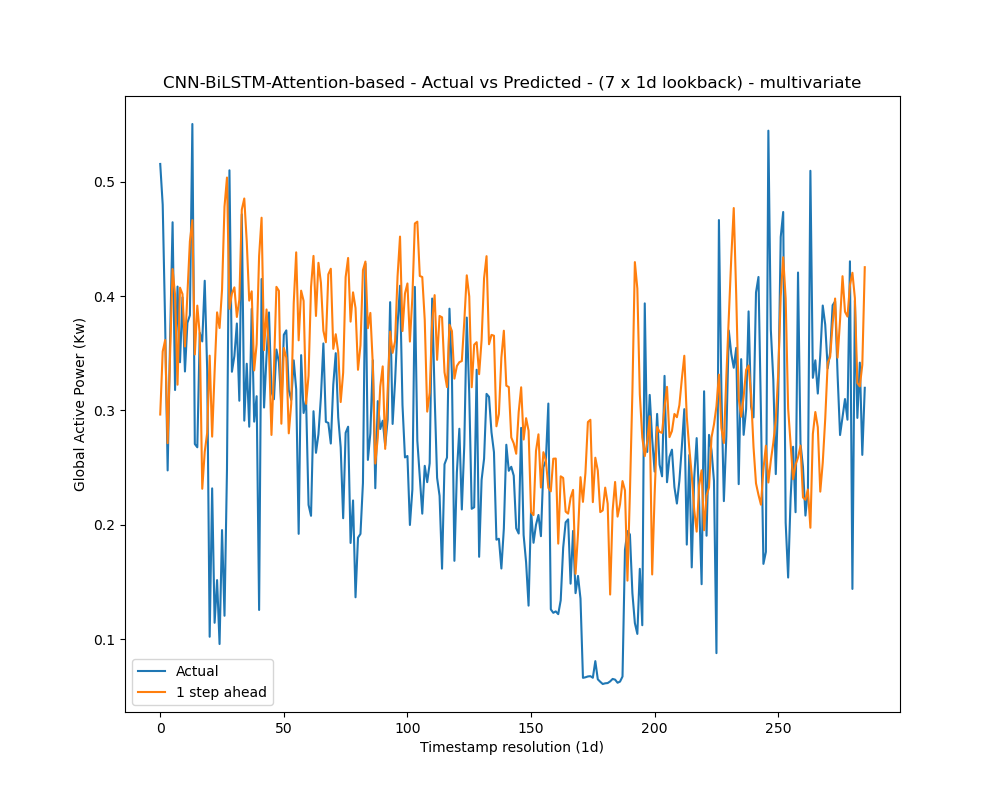 CNN-BiLSTM-Attention-based - Actual vs Predicted - (7 x 1d lookback) - multivariate
Global Active Power (Kw)
0.5
0.4
0.3
0.2
0.1
Actual
1 step ahead
0 50 100 150 200 250
Timestamp resolution (1d)